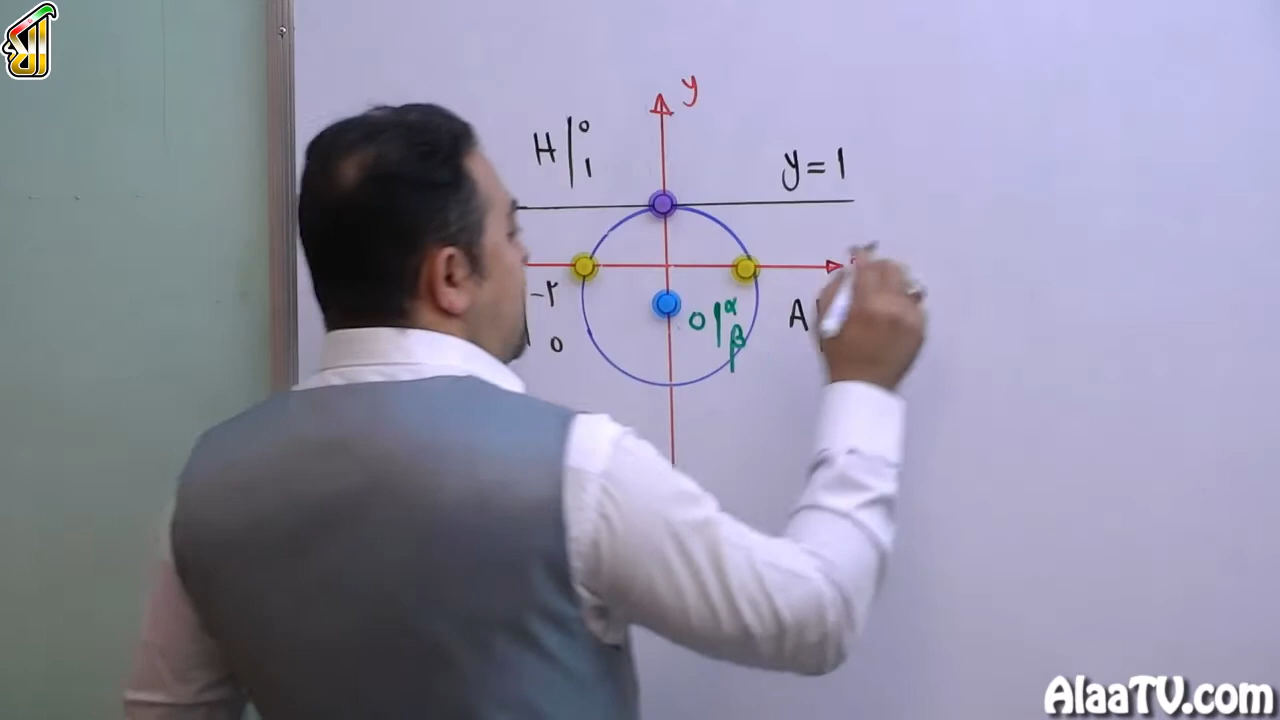 y
H | 0
1
y=1
-۲
0
O | α
β
A
AlaaTV.com